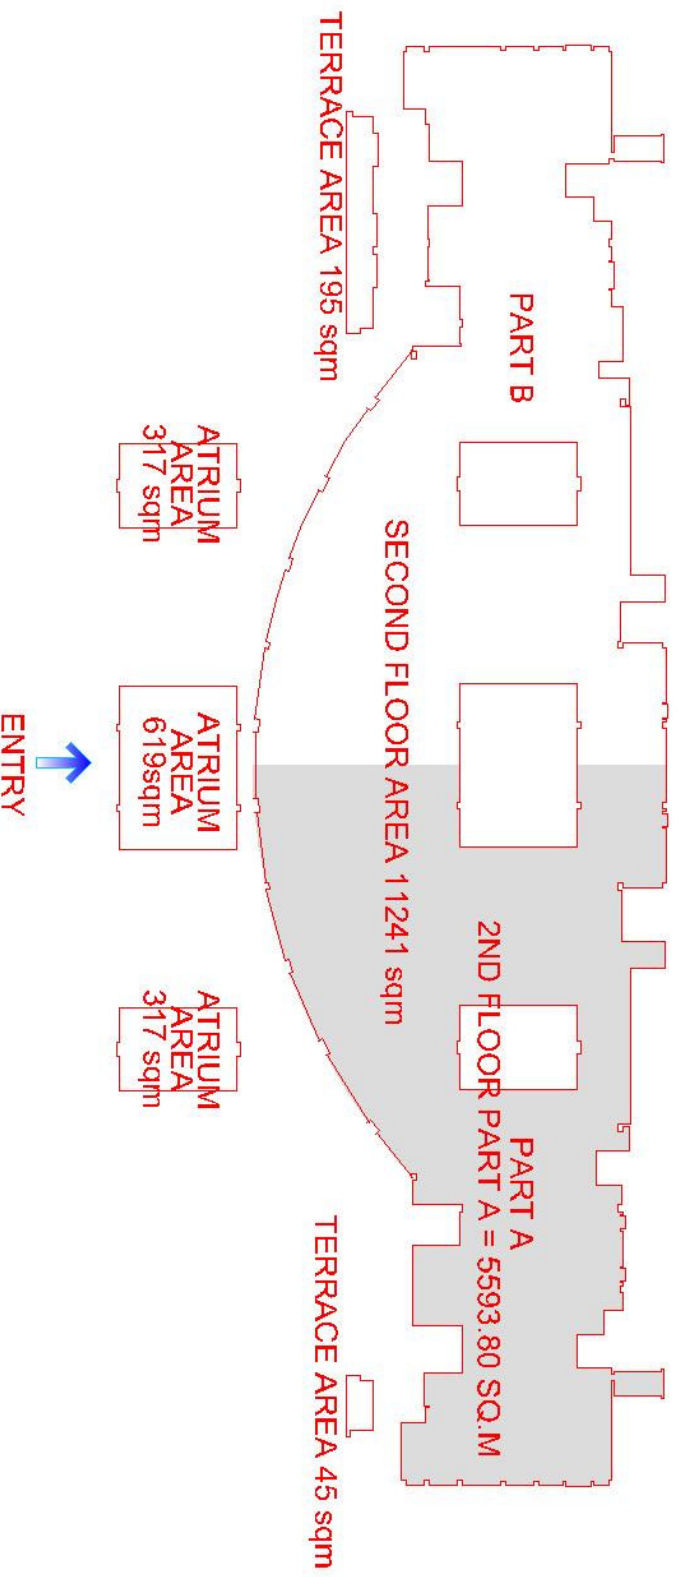 PART B
PART A
2ND FLOOR PART A = 5593.80 SQ.M
SECOND FLOOR AREA 11241 sqm
TERRACE AREA 195 sqm
TERRACE AREA 45 sqm
ATRIUM
AREA
317 sqm
ATRIUM
AREA
619sqm
ATRIUM
AREA
317 sqm
ENTRY